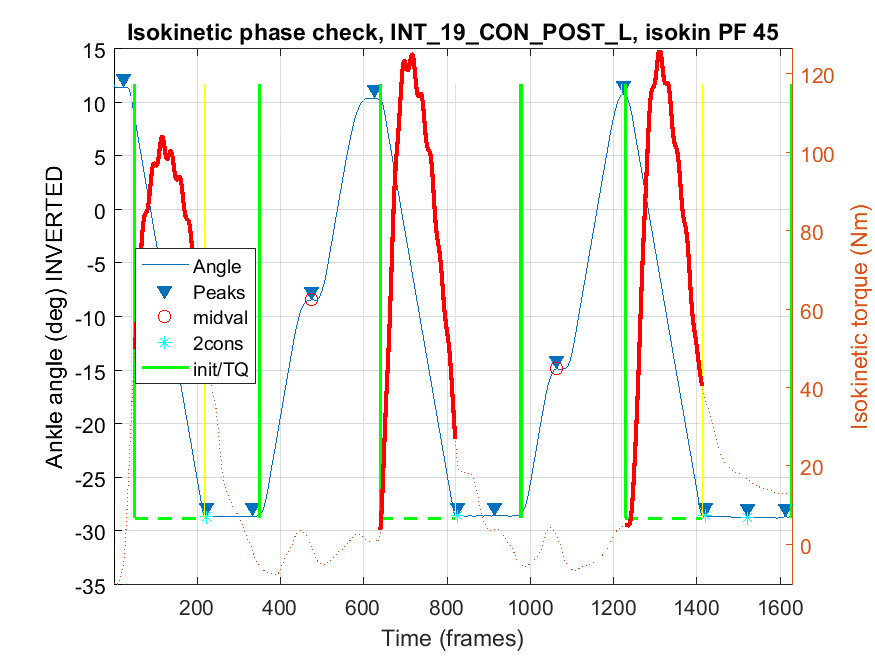 Isokinetic phase check, INT_19_CON_POST_L, isokin PF 45
15
10
5
0
-5
-10
-15
-20
-25
-30
-35
Ankle angle (deg) INVERTED
Angle
Peaks
midval
2cons
init/TQ
120
100
80
60
40
20
0
Isokinetic torque (Nm)
200
400
600
800
1000
1200
1400
1600
Time (frames)